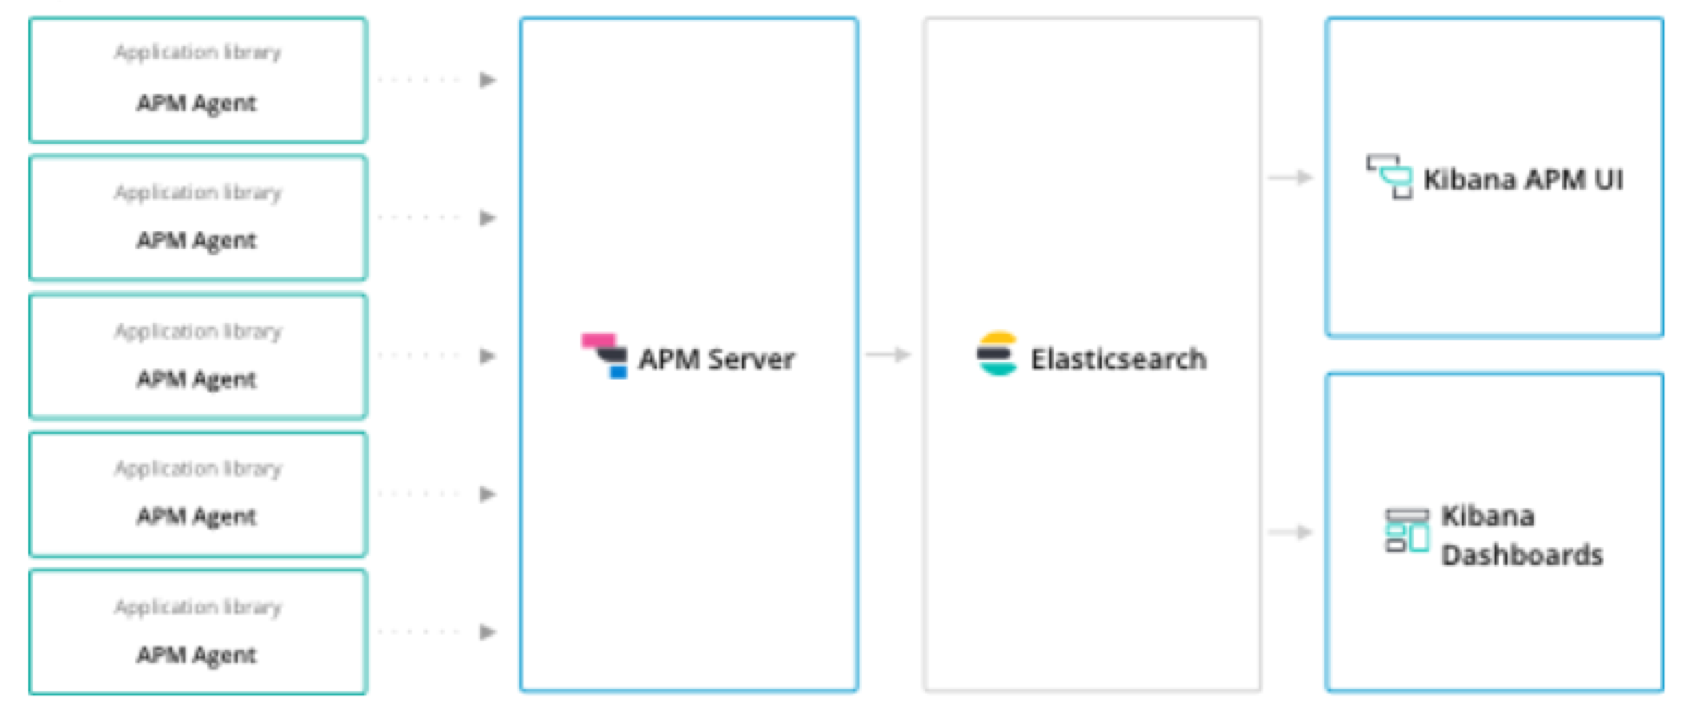 Application library
APM Agent
Application library
APM Agent
Application library
APM Agent
Application library
APM Agent
Application library
APM Agent
APM Server
Elasticsearch
Kibana APM UI
Kibana
Dashboards